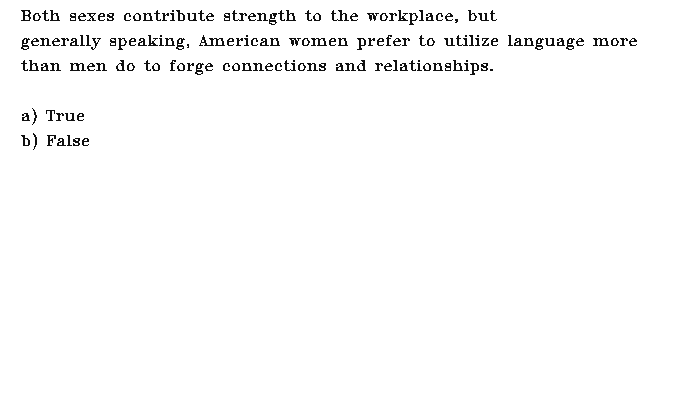 Both sexes contribute strength to the workplace, but
generally speaking, American women prefer to utilize language more
than men do to forge connections and relationships.
a) True
b) False